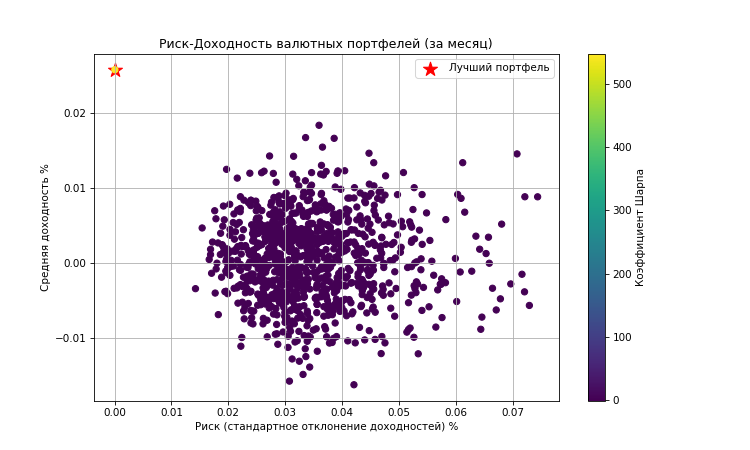 Риск-Доходность валютных портфелей (за месяц)
Лучший портфель
Средняя доходность %
0.02
0.01
0.00
−0.01
0.00 0.01 0.02 0.03 0.04 0.05 0.06 0.07
Риск (стандартное отклонение доходностей) %
500
400
300
200
100
0
Коэффициент Шарпа